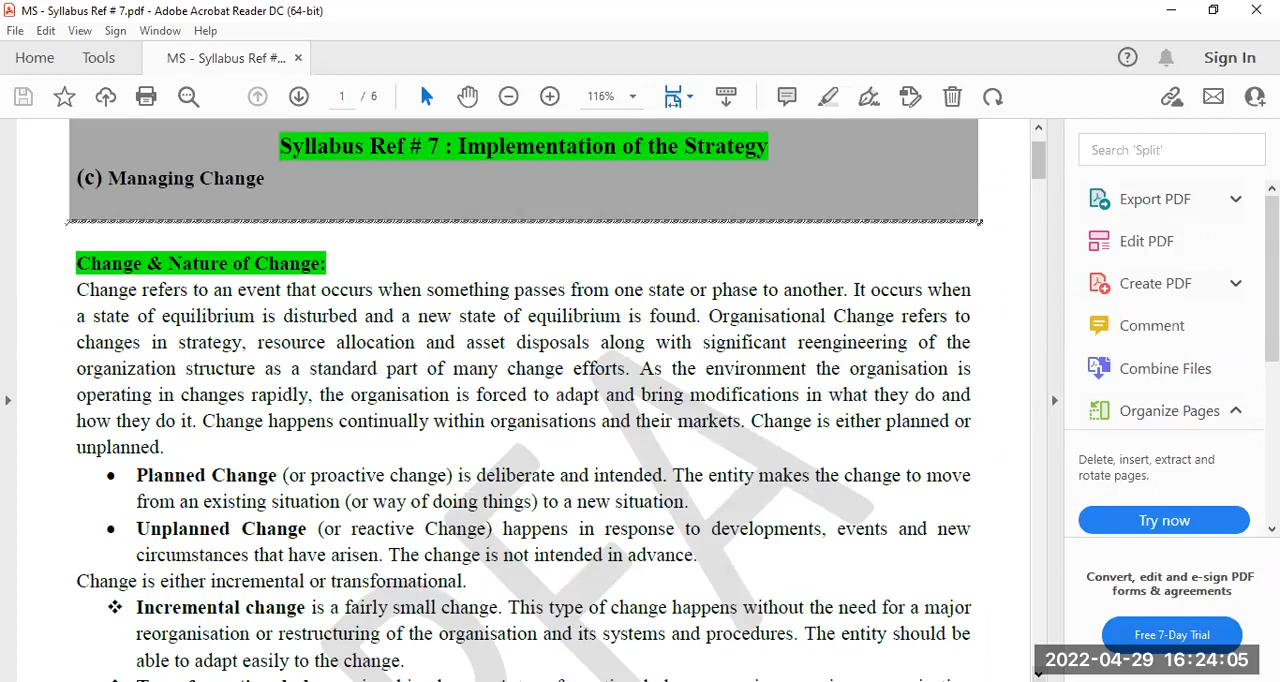 MS - Syllabus Ref # 7.pdf - Adobe Acrobat Reader DC (64-bit)
File Edit View Sign Window Help
Home Tools MS - Syllabus Ref #... × Sign In
1 / 6 116%
Syllabus Ref # 7 : Implementation of the Strategy
(c) Managing Change
Change & Nature of Change:
Change refers to an event that occurs when something passes from one state or phase to another. It occurs when
a state of equilibrium is disturbed and a new state of equilibrium is found. Organisational Change refers to
changes in strategy, resource allocation and asset disposals along with significant reengineering of the
organization structure as a standard part of many change efforts. As the environment the organisation is
operating in changes rapidly, the organisation is forced to adapt and bring modifications in what they do and
how they do it. Change happens continually within organisations and their markets. Change is either planned or
unplanned.
• Planned Change (or proactive change) is deliberate and intended. The entity makes the change to move
from an existing situation (or way of doing things) to a new situation.
• Unplanned Change (or reactive Change) happens in response to developments, events and new
circumstances that have arisen. The change is not intended in advance.
Change is either incremental or transformational.
❖ Incremental change is a fairly small change. This type of change happens without the need for a major
reorganisation or restructuring of the organisation and its systems and procedures. The entity should be
able to adapt easily to the change.
Search 'Split'
Export PDF
Edit PDF
Create PDF
Comment
Combine Files
Organize Pages
Delete, insert, extract and
rotate pages.
Try now
Convert, edit and e-sign PDF
forms & agreements
Free 7-Day Trial
2022-04-29 16:24:05